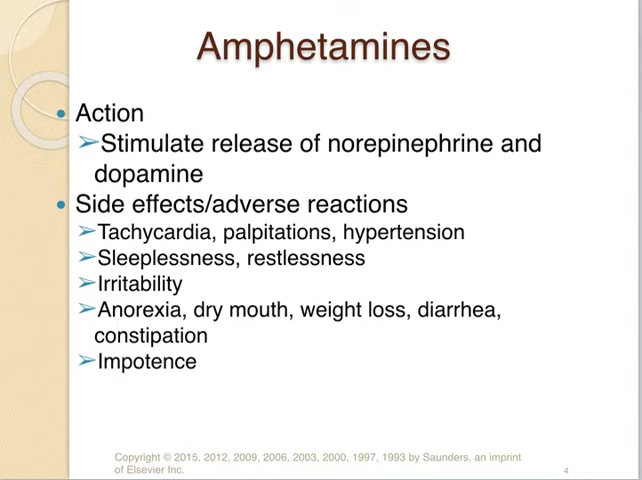 Amphetamines
• Action
➢Stimulate release of norepinephrine and
dopamine
• Side effects/adverse reactions
➢Tachycardia, palpitations, hypertension
➢Sleeplessness, restlessness
➢Irritability
➢Anorexia, dry mouth, weight loss, diarrhea,
constipation
➢Impotence
Copyright © 2015, 2012, 2009, 2006, 2003, 2000, 1997, 1993 by Saunders, an imprint
of Elsevier Inc.
4